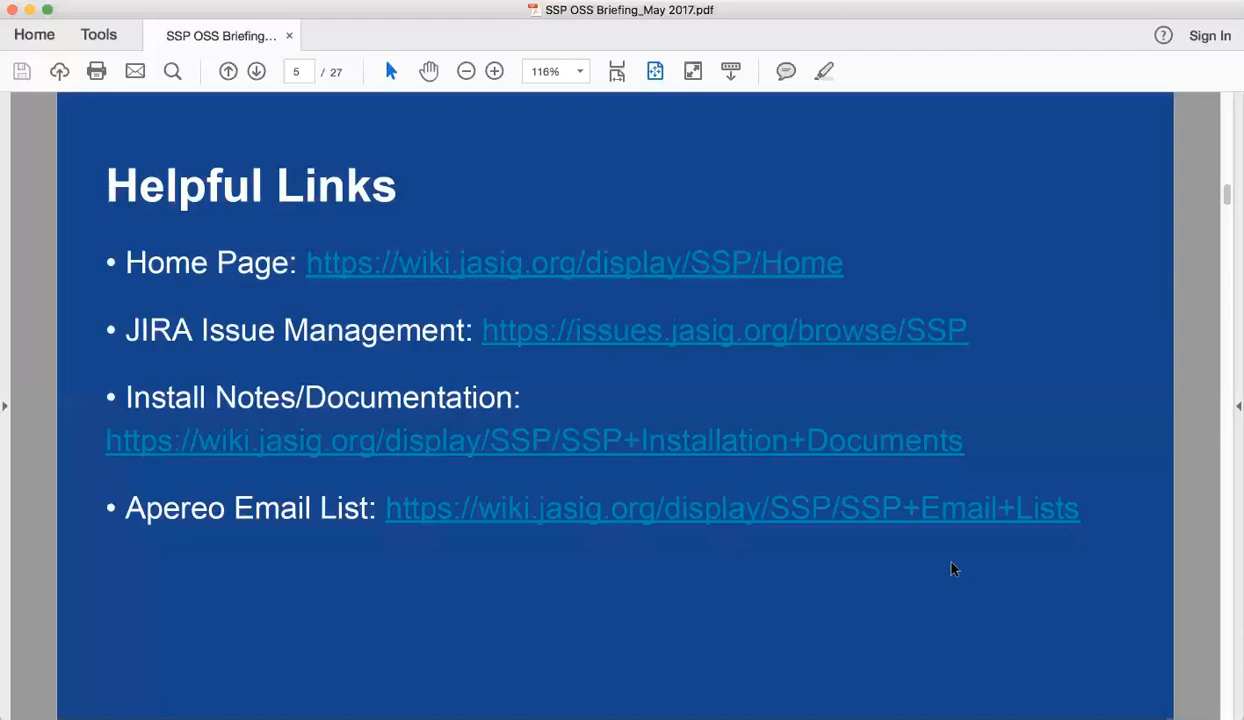 SSP OSS Briefing_May 2017.pdf
Home Tools SSP OSS Briefing... × ? Sign In
5 / 27 116%
Helpful Links
• Home Page: https://wiki.jasig.org/display/SSP/Home
• JIRA Issue Management: https://issues.jasig.org/browse/SSP
• Install Notes/Documentation:
https://wiki.jasig.org/display/SSP/SSP+Installation+Documents
• Apereo Email List: https://wiki.jasig.org/display/SSP/SSP+Email+Lists